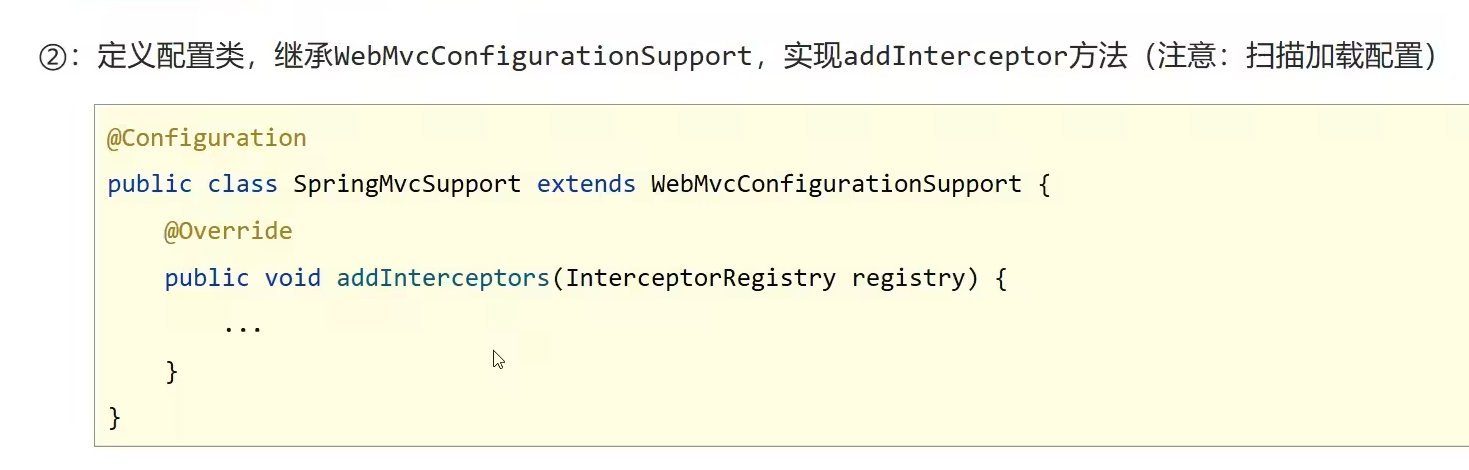 ②：定义配置类，继承WebMvcConfigurationSupport，实现addInterceptor方法（注意：扫描加载配置）
@Configuration
public class SpringMvcSupport extends WebMvcConfigurationSupport {
    @Override
    public void addInterceptors(InterceptorRegistry registry) {
        ...
    }
}